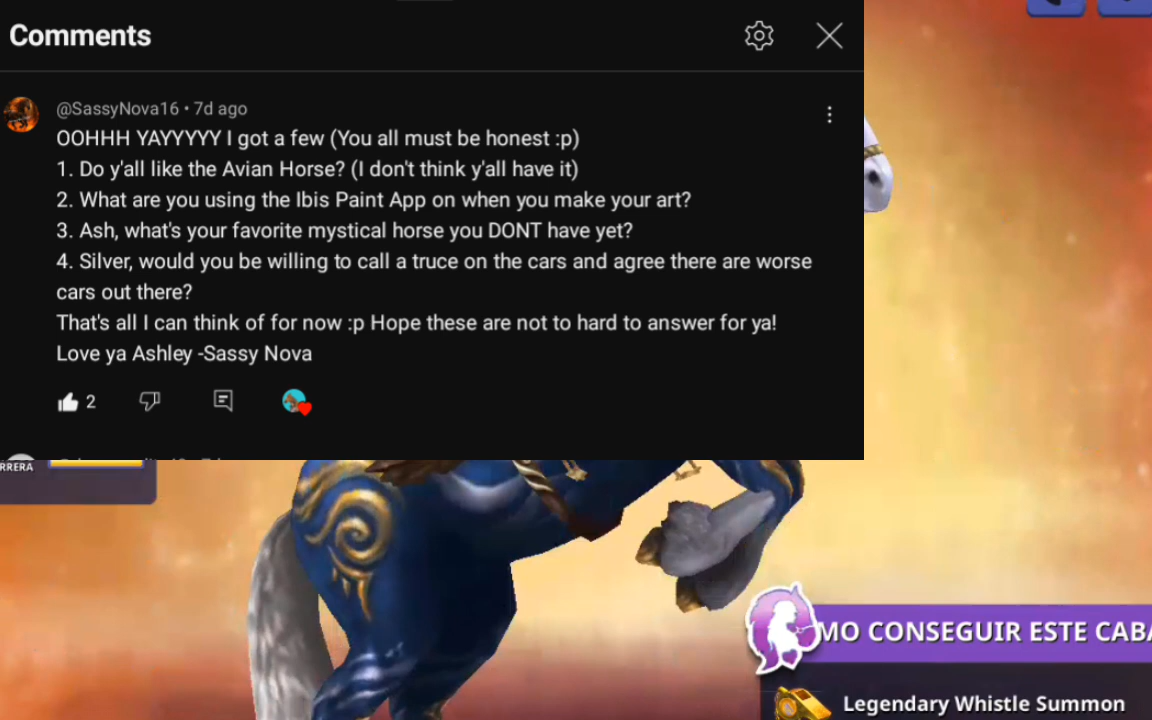 Comments
@SassyNova16 • 7d ago
OOHHH YAYYYYY I got a few (You all must be honest :p)
1. Do y'all like the Avian Horse? (I don't think y'all have it)
2. What are you using the Ibis Paint App on when you make your art?
3. Ash, what's your favorite mystical horse you DONT have yet?
4. Silver, would you be willing to call a truce on the cars and agree there are worse
cars out there?
That's all I can think of for now :p Hope these are not to hard to answer for ya!
Love ya Ashley -Sassy Nova
2
RRERA
MO CONSEGUIR ESTE CABA
Legendary Whistle Summon